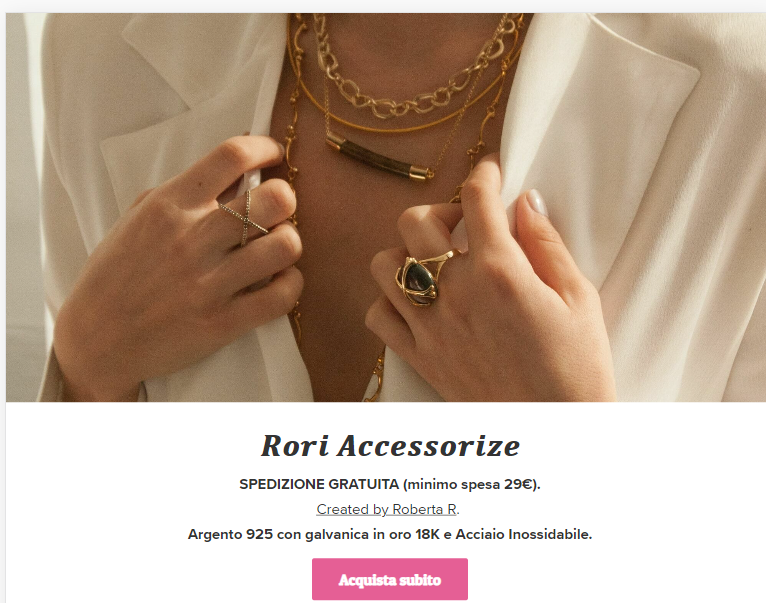 Rori Accessorize
SPEDIZIONE GRATUITA (minimo spesa 29€).
Created by Roberta R.
Argento 925 con galvanica in oro 18K e Acciaio Inossidabile.
Acquista subito